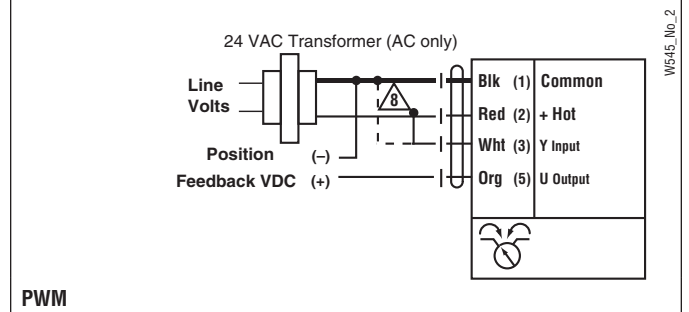 W545_No_2
24 VAC Transformer (AC only)
Line
Volts
8
Blk (1) Common
Red (2) + Hot
Wht (3) Y Input
Position (–)
Feedback VDC (+)
Org (5) U Output
PWM